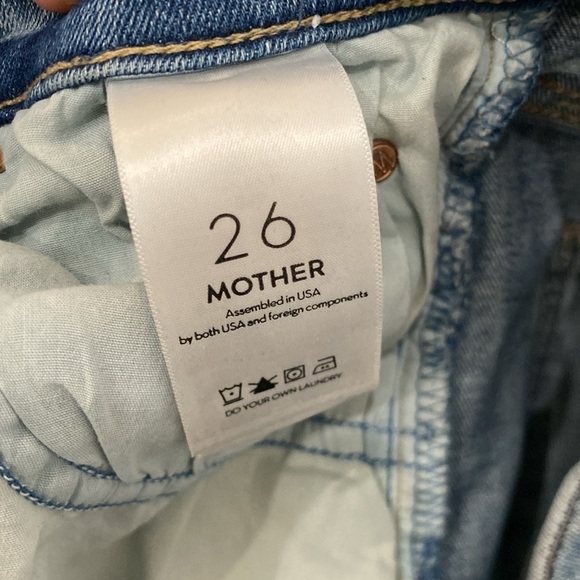 26
MOTHER
Assembled in USA
by both USA and foreign components
DO YOUR OWN LAUNDRY